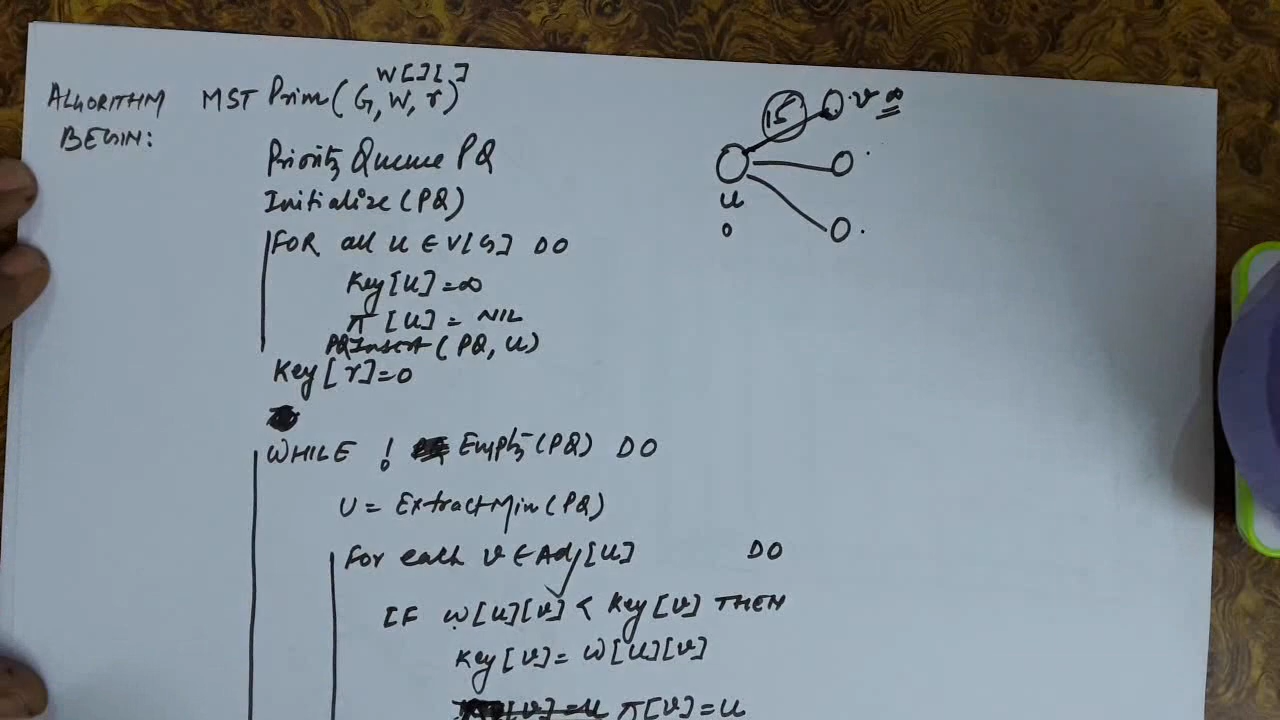 W[][]
ALGORITHM MST Prim(G,W,r)
BEGIN:
Priority Queue PQ
Initialize(PQ)
FOR all u ∈ V[G] DO
Key[u]=∞
π[u] = NIL
PQInsert(PQ, u)
Key[r]=0
WHILE ! Empty(PQ) DO
U = ExtractMin(PQ)
For each v ∈ Adj[u] DO
IF W[u][v] < Key[v] THEN
Key[v] = W[u][v]
π[v]=u
15 v ∞
u
0